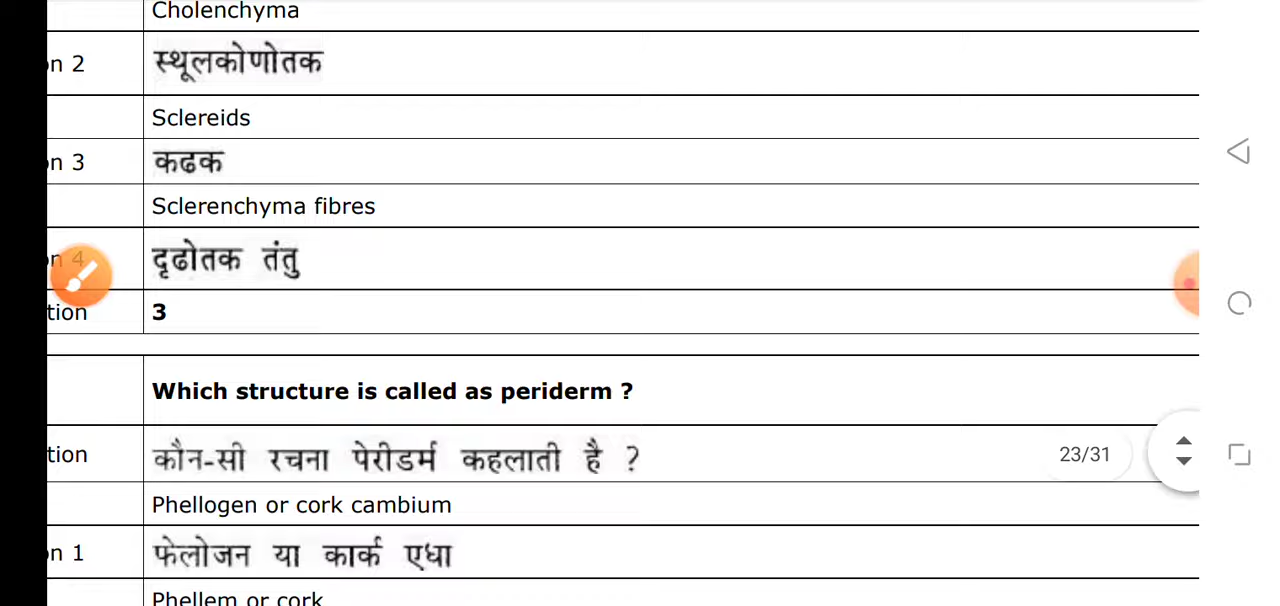 Cholenchyma
n 2 स्थूलकोणोतक
Sclereids
n 3 कढक
Sclerenchyma fibres
n 4 दृढोतक तंतु
tion 3
Which structure is called as periderm ?
tion कौन-सी रचना पेरीडर्म कहलाती है ?
23/31
Phellogen or cork cambium
n 1 फेलोजन या कार्क एधा
Phellem or cork